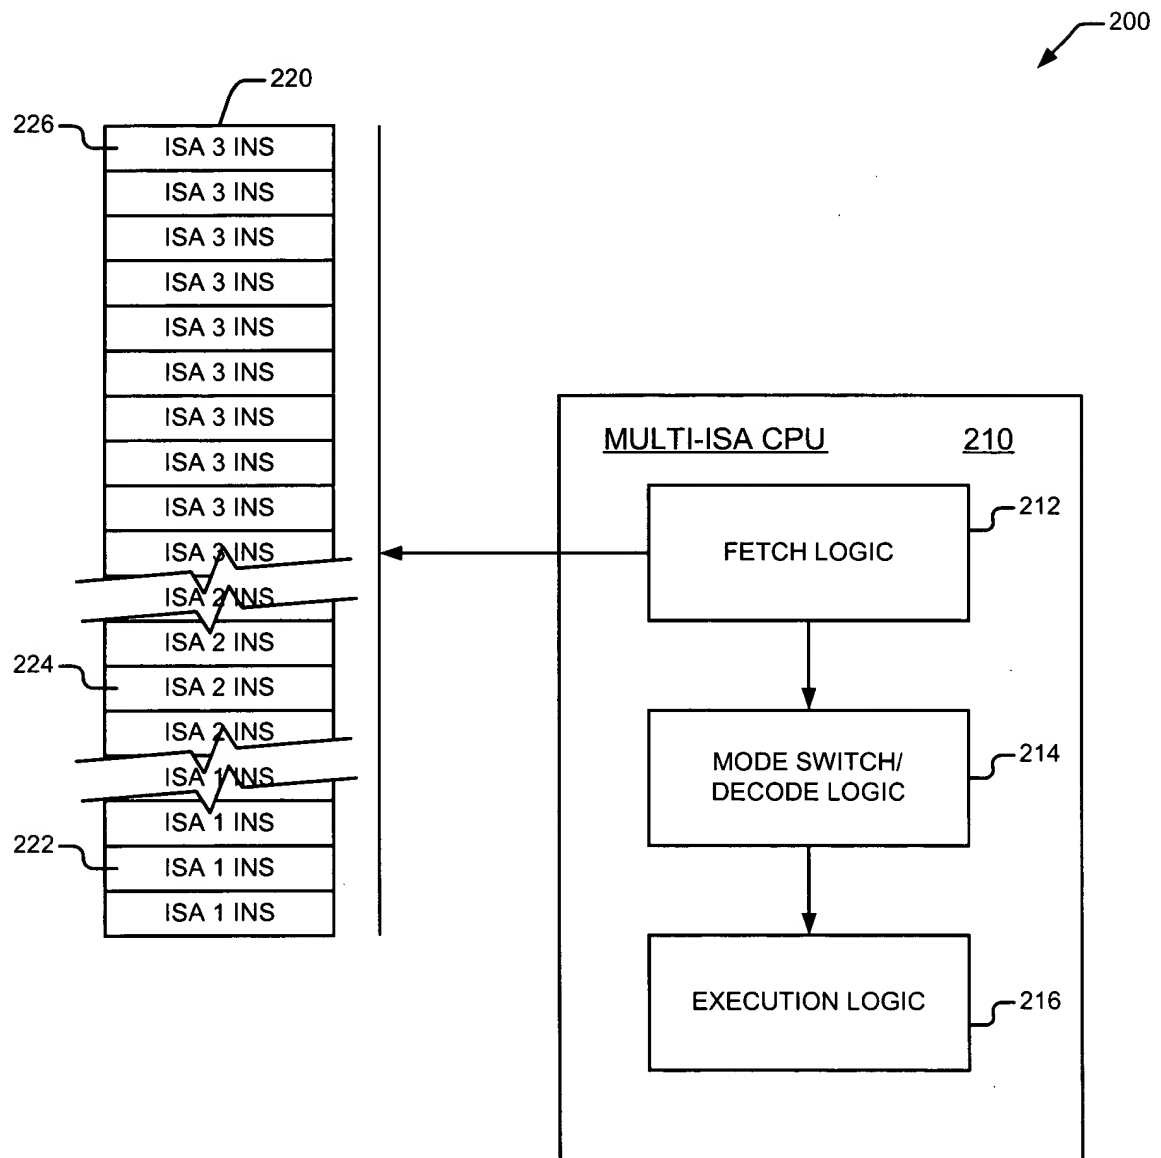 200
220
226
ISA 3 INS
ISA 3 INS
ISA 3 INS
ISA 3 INS
ISA 3 INS
ISA 3 INS
ISA 3 INS
ISA 3 INS
ISA 3 INS
ISA 3 INS
ISA 2 INS
ISA 2 INS
224
ISA 2 INS
ISA 2 INS
ISA 1 INS
ISA 1 INS
222
ISA 1 INS
ISA 1 INS
MULTI-ISA CPU 210
FETCH LOGIC
212
MODE SWITCH/
DECODE LOGIC
214
EXECUTION LOGIC
216